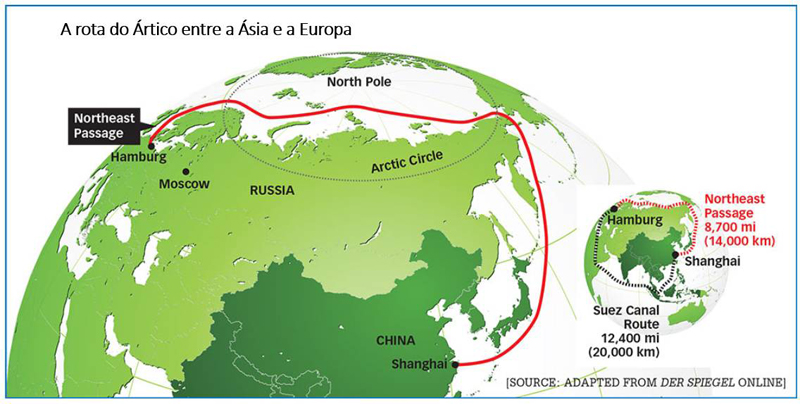 A rota do Ártico entre a Ásia e a Europa
North Pole
Northeast
Passage
Hamburg
Arctic Circle
Moscow
RUSSIA
Northeast
Passage
8,700 mi
(14,000 km)
Hamburg
Shanghai
Suez Canal
Route
12,400 mi
(20,000 km)
CHINA
Shanghai
[SOURCE: ADAPTED FROM DER SPIEGEL ONLINE]